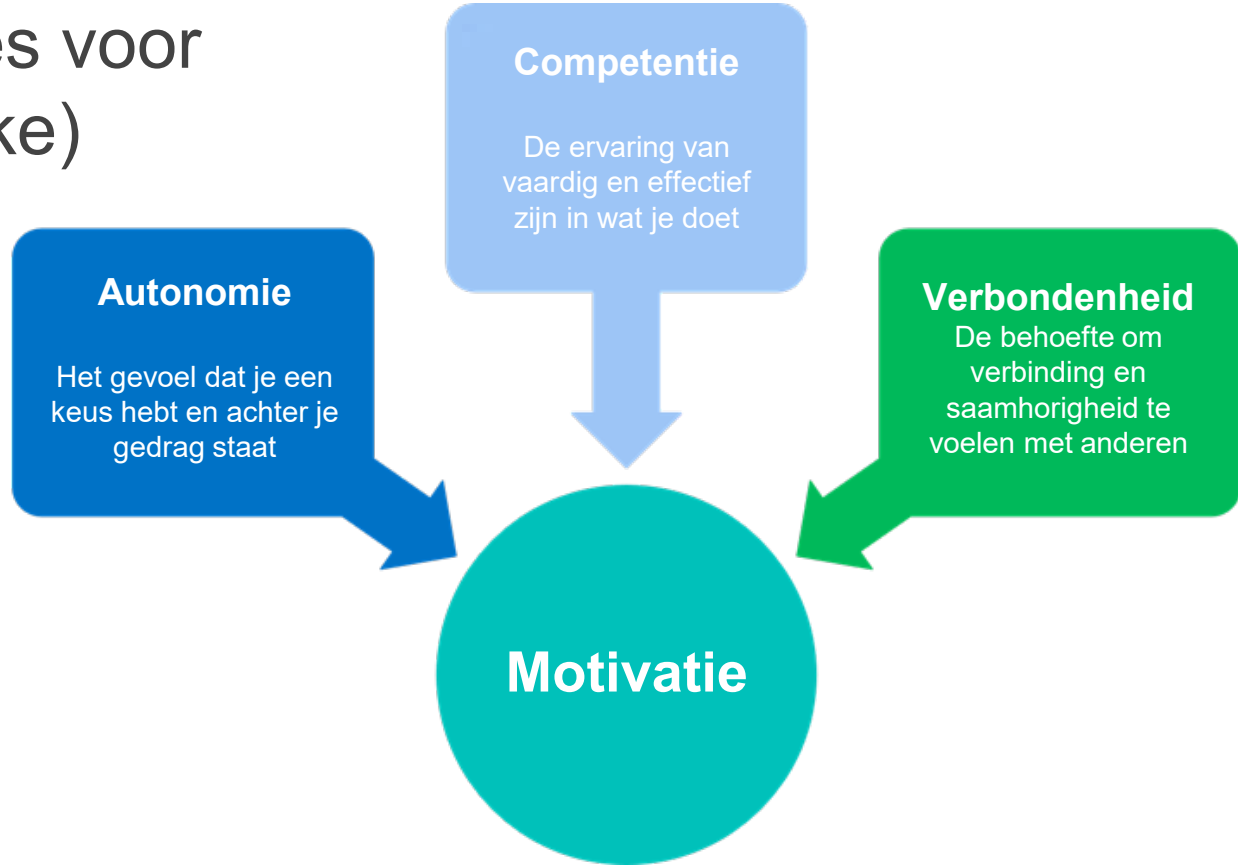 es voor
ke)
Competentie
De ervaring van
vaardig en effectief
zijn in wat je doet
Autonomie
Het gevoel dat je een
keus hebt en achter je
gedrag staat
Verbondenheid
De behoefte om
verbinding en
saamhorigheid te
voelen met anderen
Motivatie